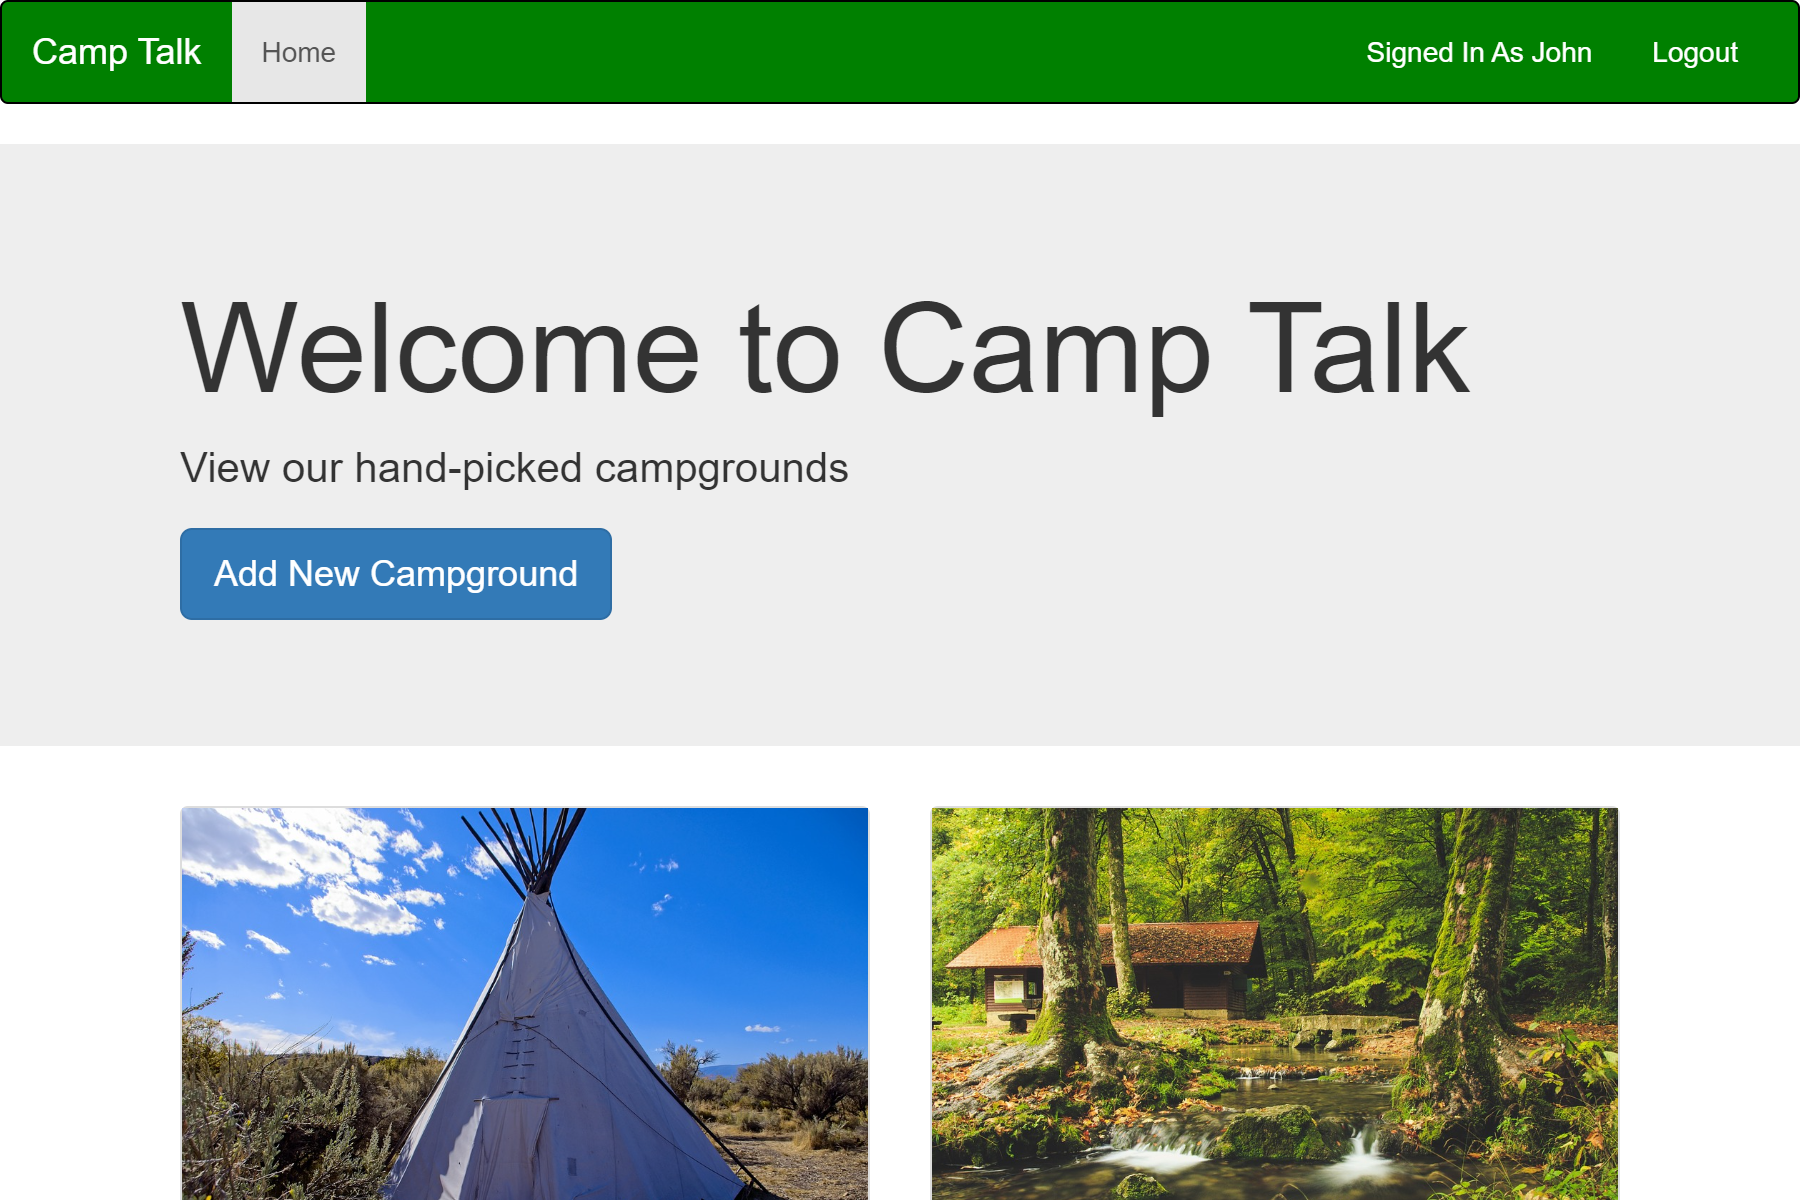 Camp Talk
Home
Signed In As John
Logout
Welcome to Camp Talk
View our hand-picked campgrounds
Add New Campground